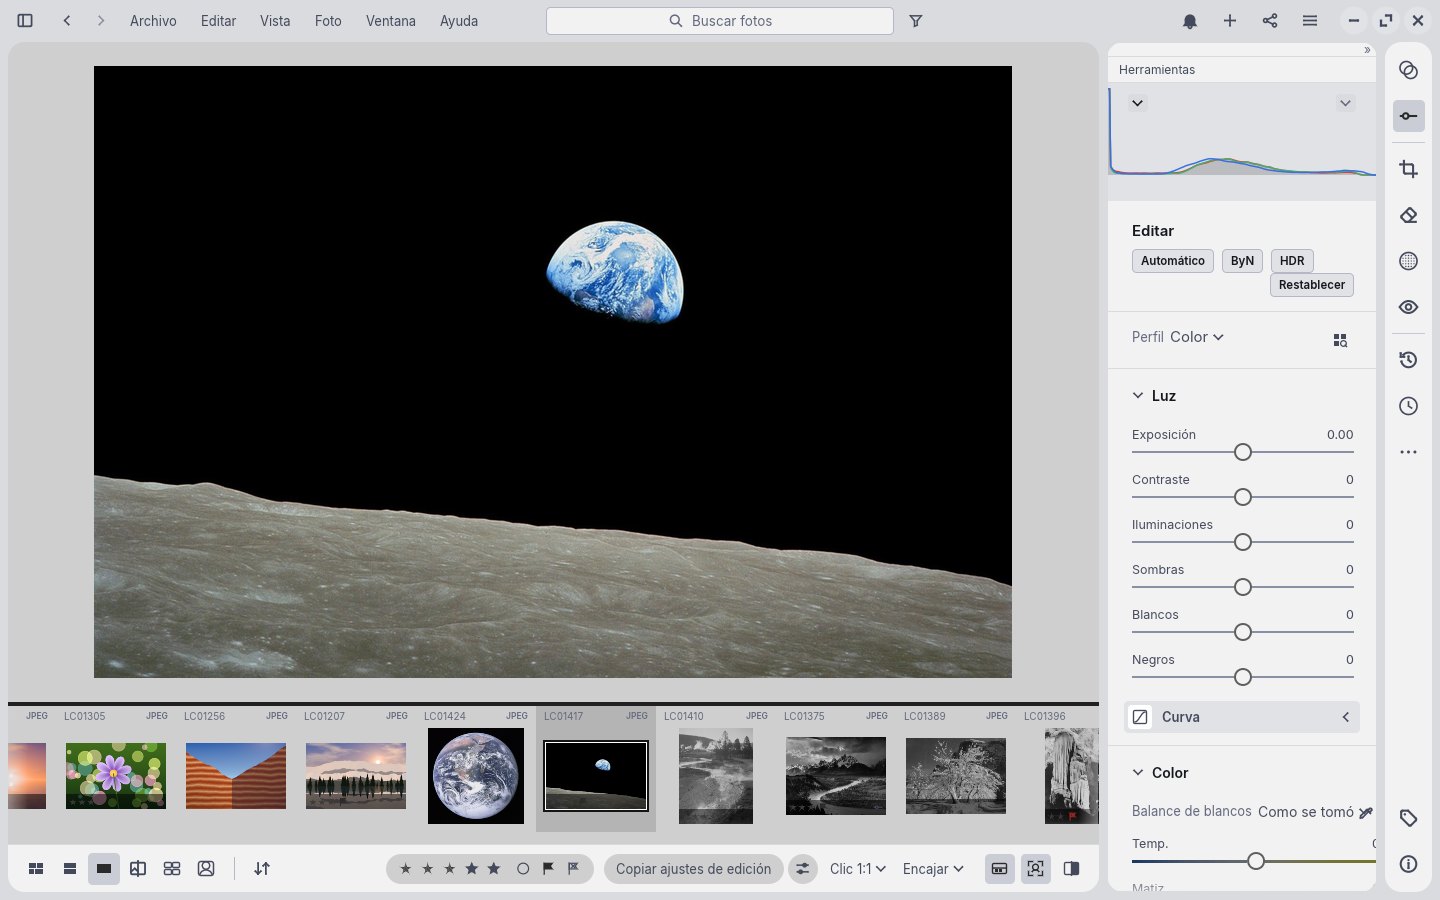 Archivo Editar Vista Foto Ventana Ayuda Buscar fotos
»
Herramientas
Editar
Automático ByN HDR
Restablecer
Perfil Color
Luz
Exposición 0.00
Contraste 0
Iluminaciones 0
Sombras 0
Blancos 0
Negros 0
Curva
Color
Balance de blancos Como se tomó
Temp.
Matiz
JPEG LC01305 JPEG LC01256 JPEG LC01207 JPEG LC01424 JPEG LC01417 JPEG LC01410 JPEG LC01375 JPEG LC01389 JPEG LC01396
Copiar ajustes de edición Clic 1:1 Encajar